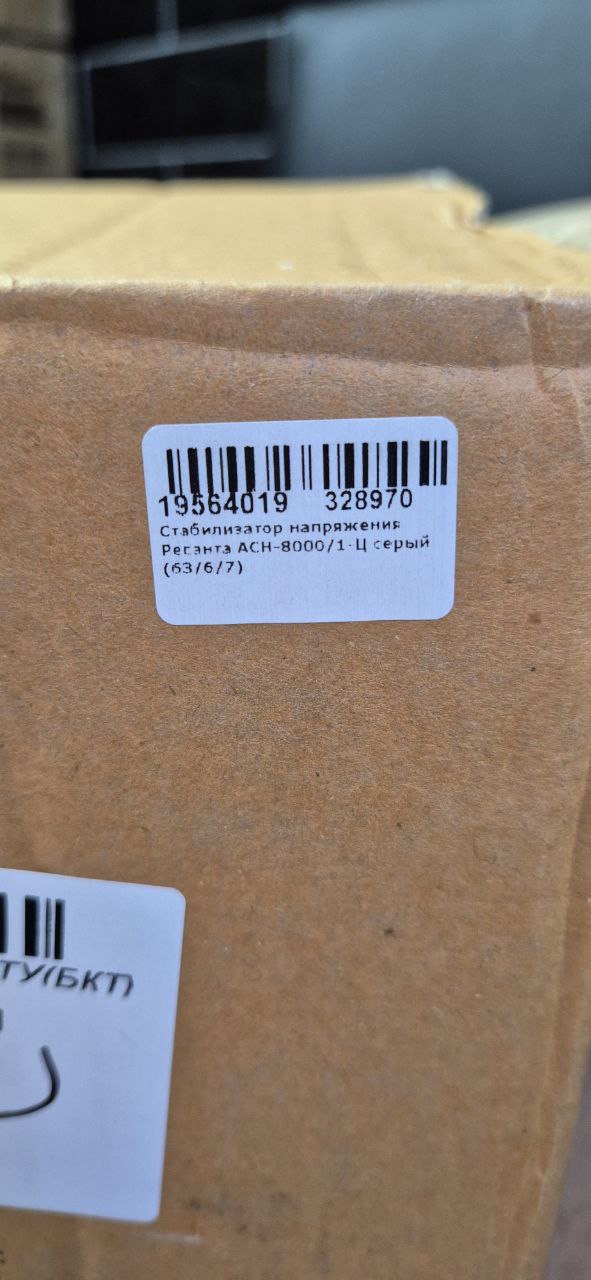 19564019 328970
Стабилизатор напряжения
Ресанта АСН-8000/1-Ц серый
(63/6/7)
ТУ(БКТ)